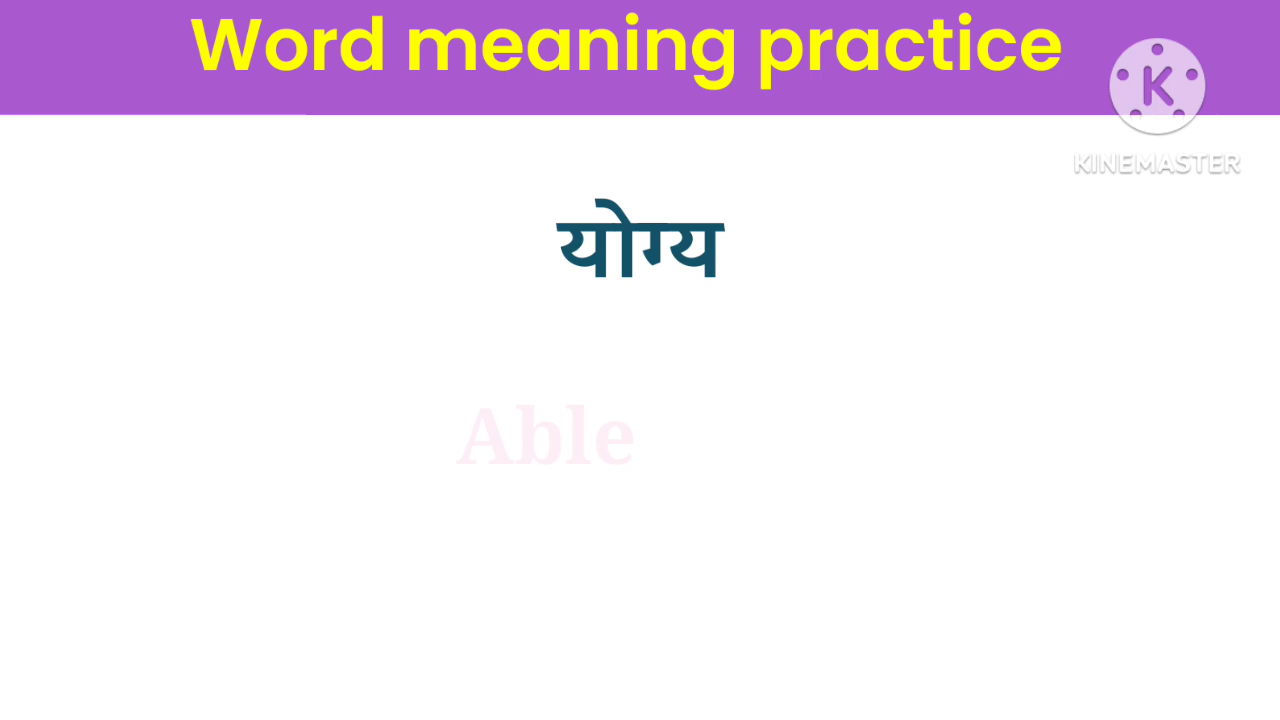 Word meaning practice
K
KINEMASTER
योग्य
Able